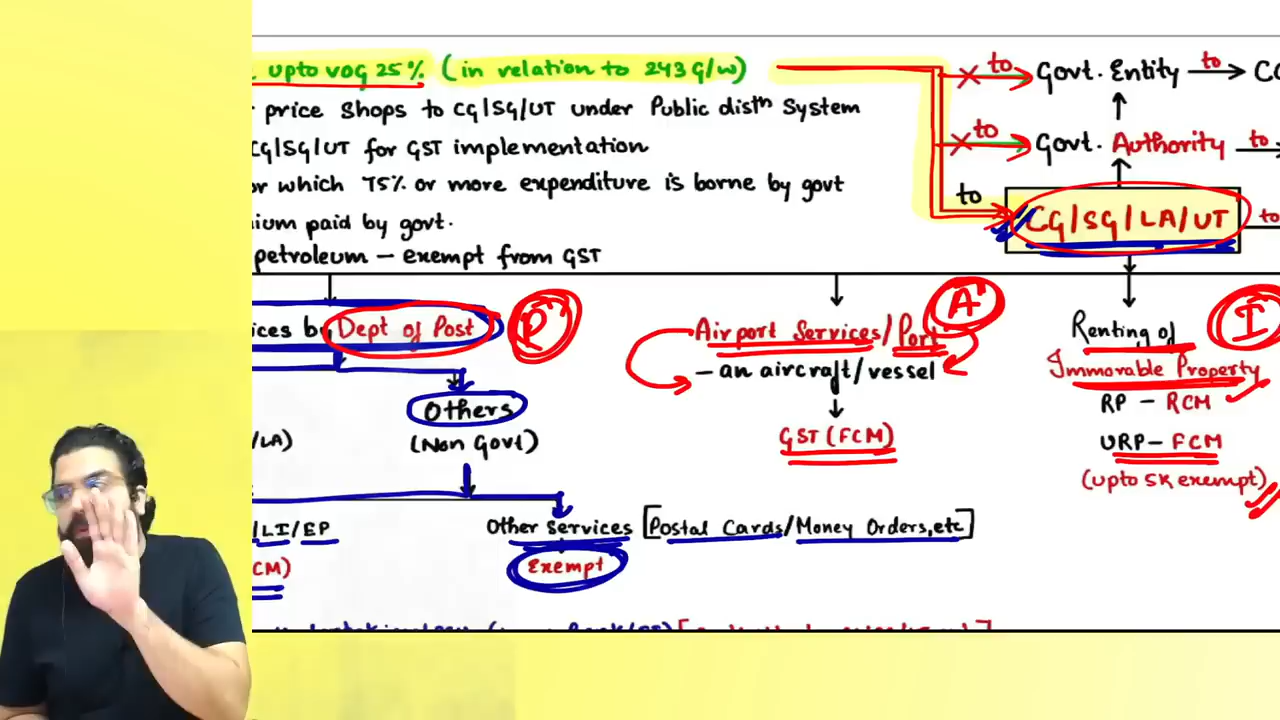 upto VOG 25% (in relation to 243 G/W)
price shops to CG/SG/UT under Public distⁿ System
CG/SG/UT for GST implementation
or which 75% or more expenditure is borne by govt
nium paid by govt.
petroleum – exempt from GST
to Govt. Entity to
to Govt. Authority to
to CG/SG/LA/UT to
ices by Dept of Post "P"
Others
(Non Govt)
/LA)
/LI/EP
CM)
Other Services [Postal Cards/Money Orders, etc]
Exempt
Airport Services/Port "A"
– an aircraft/vessel
GST (FCM)
Renting of "I"
Immovable Property
RP – RCM
URP – FCM
(upto 5K exempt)